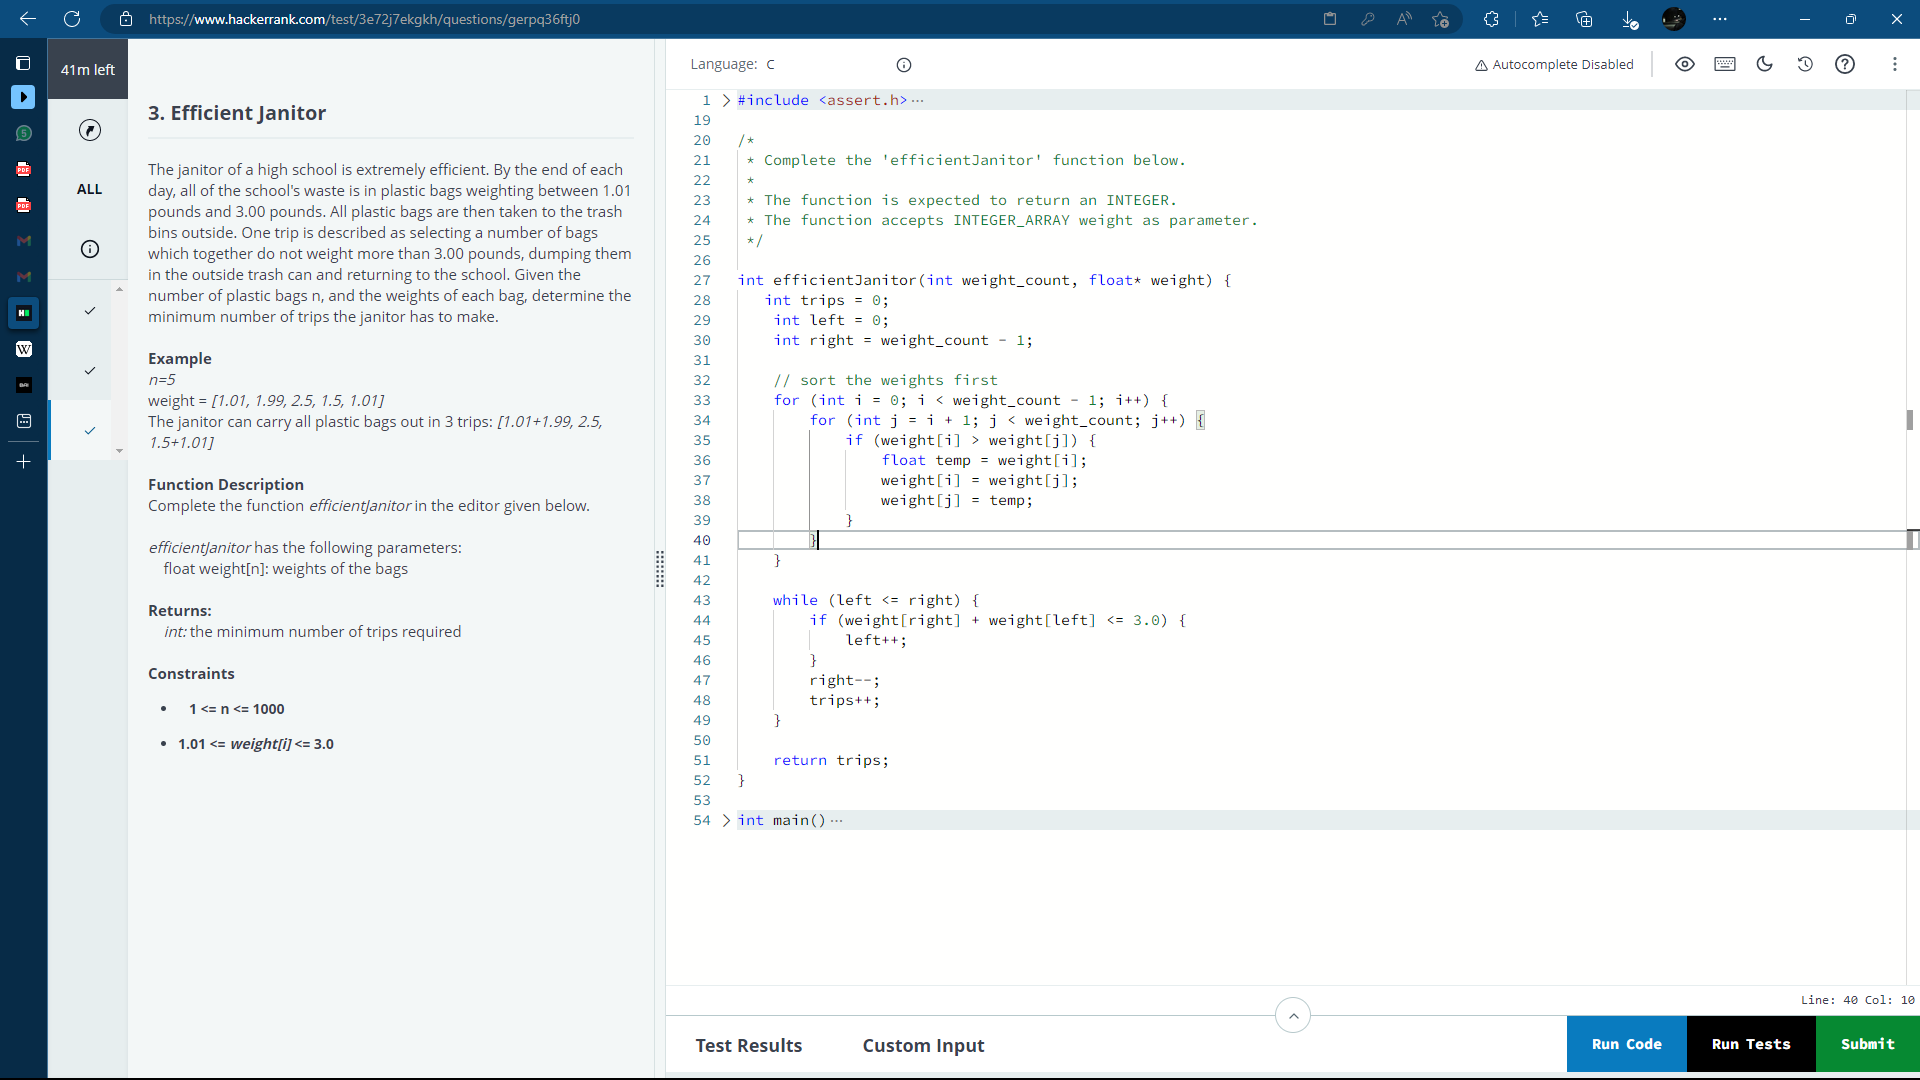 https://www.hackerrank.com/test/3e72j7ekgkh/questions/gerpq36ftj0
41m left
ALL
3. Efficient Janitor
The janitor of a high school is extremely efficient. By the end of each
day, all of the school's waste is in plastic bags weighting between 1.01
pounds and 3.00 pounds. All plastic bags are then taken to the trash
bins outside. One trip is described as selecting a number of bags
which together do not weight more than 3.00 pounds, dumping them
in the outside trash can and returning to the school. Given the
number of plastic bags n, and the weights of each bag, determine the
minimum number of trips the janitor has to make.
Example
n=5
weight = [1.01, 1.99, 2.5, 1.5, 1.01]
The janitor can carry all plastic bags out in 3 trips: [1.01+1.99, 2.5,
1.5+1.01]
Function Description
Complete the function efficientJanitor in the editor given below.
efficientJanitor has the following parameters:
float weight[n]: weights of the bags
Returns:
int: the minimum number of trips required
Constraints
• 1 <= n <= 1000
• 1.01 <= weight[i] <= 3.0
Language: C
Autocomplete Disabled
1 #include <assert.h> ···
19
20 /*
21 * Complete the 'efficientJanitor' function below.
22 *
23 * The function is expected to return an INTEGER.
24 * The function accepts INTEGER_ARRAY weight as parameter.
25 */
26
27 int efficientJanitor(int weight_count, float* weight) {
28 int trips = 0;
29 int left = 0;
30 int right = weight_count - 1;
31
32 // sort the weights first
33 for (int i = 0; i < weight_count - 1; i++) {
34 for (int j = i + 1; j < weight_count; j++) {
35 if (weight[i] > weight[j]) {
36 float temp = weight[i];
37 weight[i] = weight[j];
38 weight[j] = temp;
39 }
40 }
41 }
42
43 while (left <= right) {
44 if (weight[right] + weight[left] <= 3.0) {
45 left++;
46 }
47 right--;
48 trips++;
49 }
50
51 return trips;
52 }
53
54 int main() ···
Line: 40 Col: 10
Test Results
Custom Input
Run Code
Run Tests
Submit